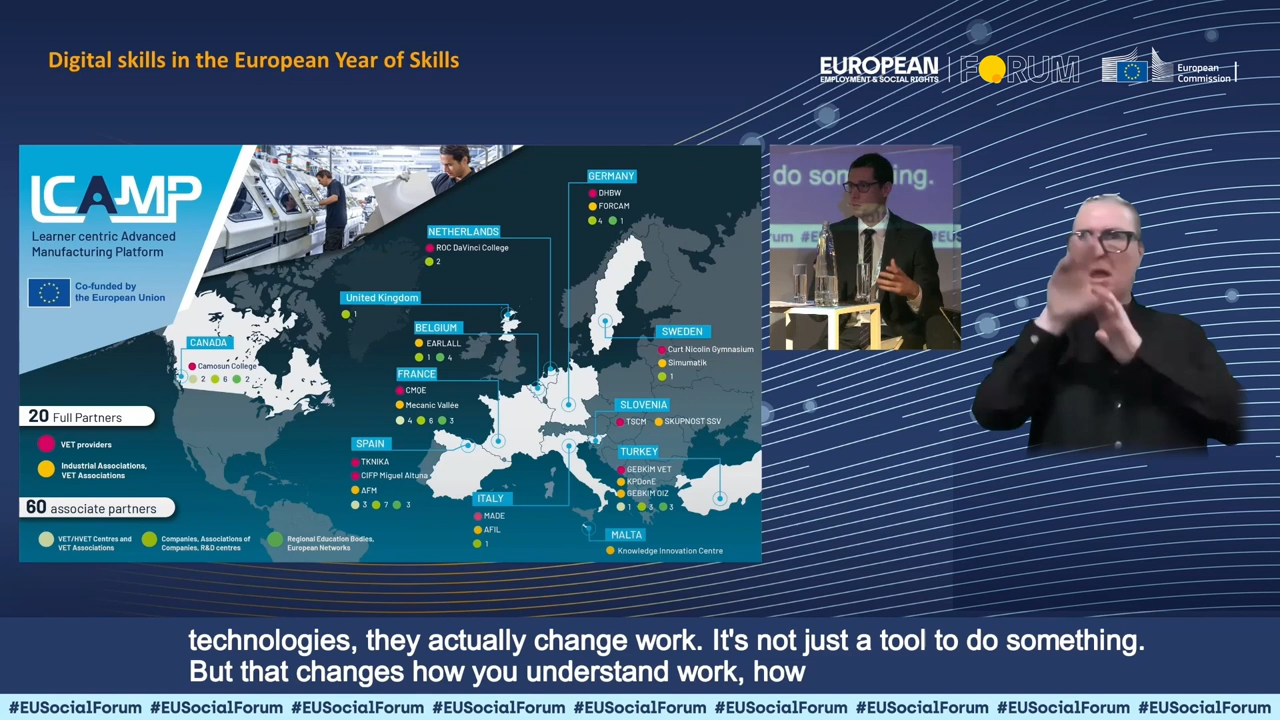 Digital skills in the European Year of Skills
EUROPEAN
EMPLOYMENT & SOCIAL RIGHTS
FORUM
European
Commission
LCAMP
Learner centric Advanced
Manufacturing Platform
Co-funded by
the European Union
GERMANY
DHBW
FORCAM
4 1
NETHERLANDS
ROC DaVinci College
2
United Kingdom
1
BELGIUM
EARLALL
1 4
CANADA
Camosun College
2 6 2
FRANCE
CMQE
Mecanic Vallée
4 6 3
SWEDEN
Curt Nicolin Gymnasium
Simumatik
1
SLOVENIA
TSCM SKUPNOST SSV
SPAIN
TKNIKA
CIFP Miguel Altuna
AFM
3 7 3
TURKEY
GEBKIM VET
KPDonE
GEBKIM OIZ
1 3 3
ITALY
MADE
AFIL
1
MALTA
Knowledge Innovation Centre
20 Full Partners
VET providers
Industrial Associations,
VET Associations
60 associate partners
VET/HVET Centres and
VET Associations
Companies, Associations of
Companies, R&D centres
Regional Education Bodies,
European Networks
technologies, they actually change work. It's not just a tool to do something.
But that changes how you understand work, how
#EUSocialForum #EUSocialForum #EUSocialForum #EUSocialForum #EUSocialForum #EUSocialForum #EUSocialForum #EUSocialForum #EUSocialForum